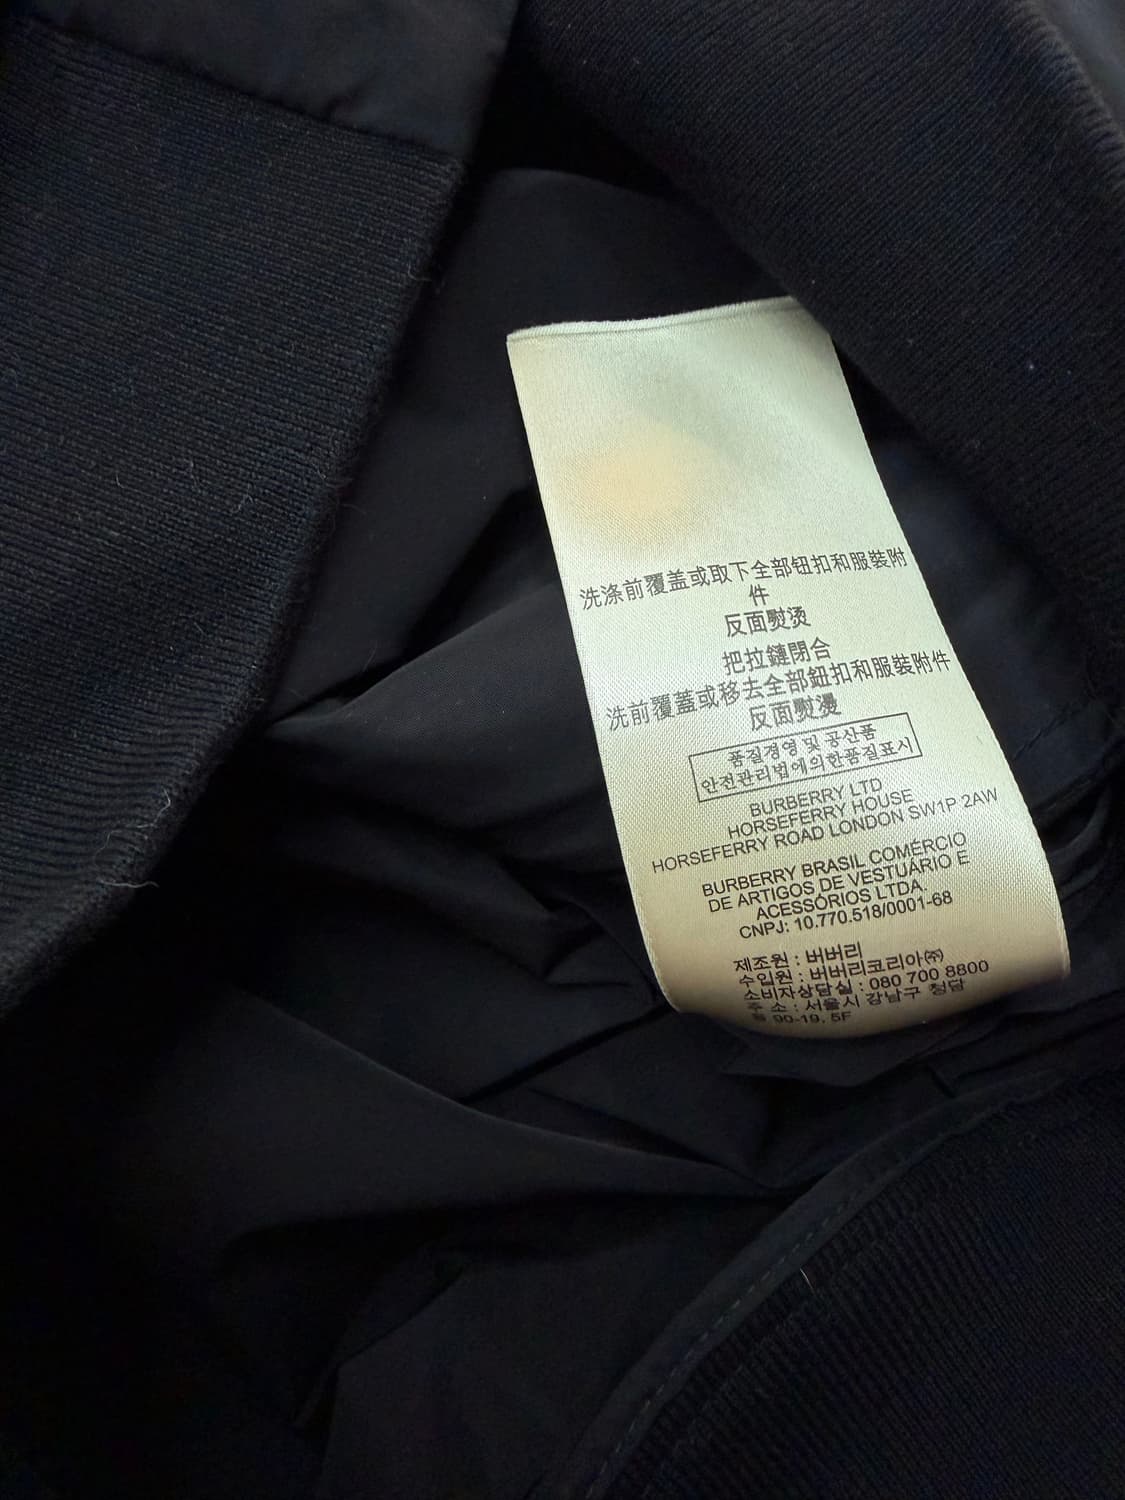 洗涤前覆盖或取下全部钮扣和服裝附
件
反面熨烫
把拉鏈閉合
洗前覆蓋或移去全部鈕扣和服裝附件
反面熨燙
품질경영 및 공산품
안전관리법에의한품질표시
BURBERRY LTD
HORSEFERRY HOUSE
HORSEFERRY ROAD LONDON SW1P 2AW
BURBERRY BRASIL COMÉRCIO
DE ARTIGOS DE VESTUÁRIO E
ACESSÓRIOS LTDA.
CNPJ: 10.770.518/0001-68
제조원 : 버버리
수입원 : 버버리코리아㈜
소비자상담실 : 080 700 8800
주 소 : 서울시 강남구 청담
동 90-19, 5F